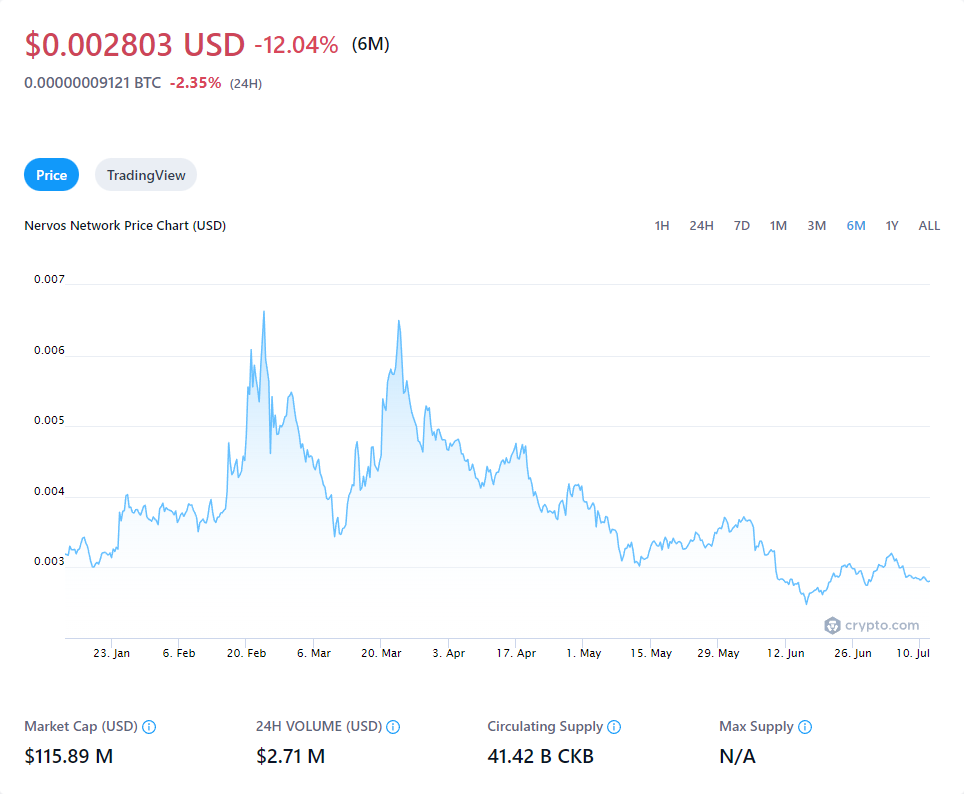 $0.002803 USD -12.04% (6M)
0.00000009121 BTC -2.35% (24H)
Price TradingView
Nervos Network Price Chart (USD) 1H 24H 7D 1M 3M 6M 1Y ALL
0.007
0.006
0.005
0.004
0.003
crypto.com
23. Jan 6. Feb 20. Feb 6. Mar 20. Mar 3. Apr 17. Apr 1. May 15. May 29. May 12. Jun 26. Jun 10. Jul
Market Cap (USD) 24H VOLUME (USD) Circulating Supply Max Supply
$115.89 M $2.71 M 41.42 B CKB N/A